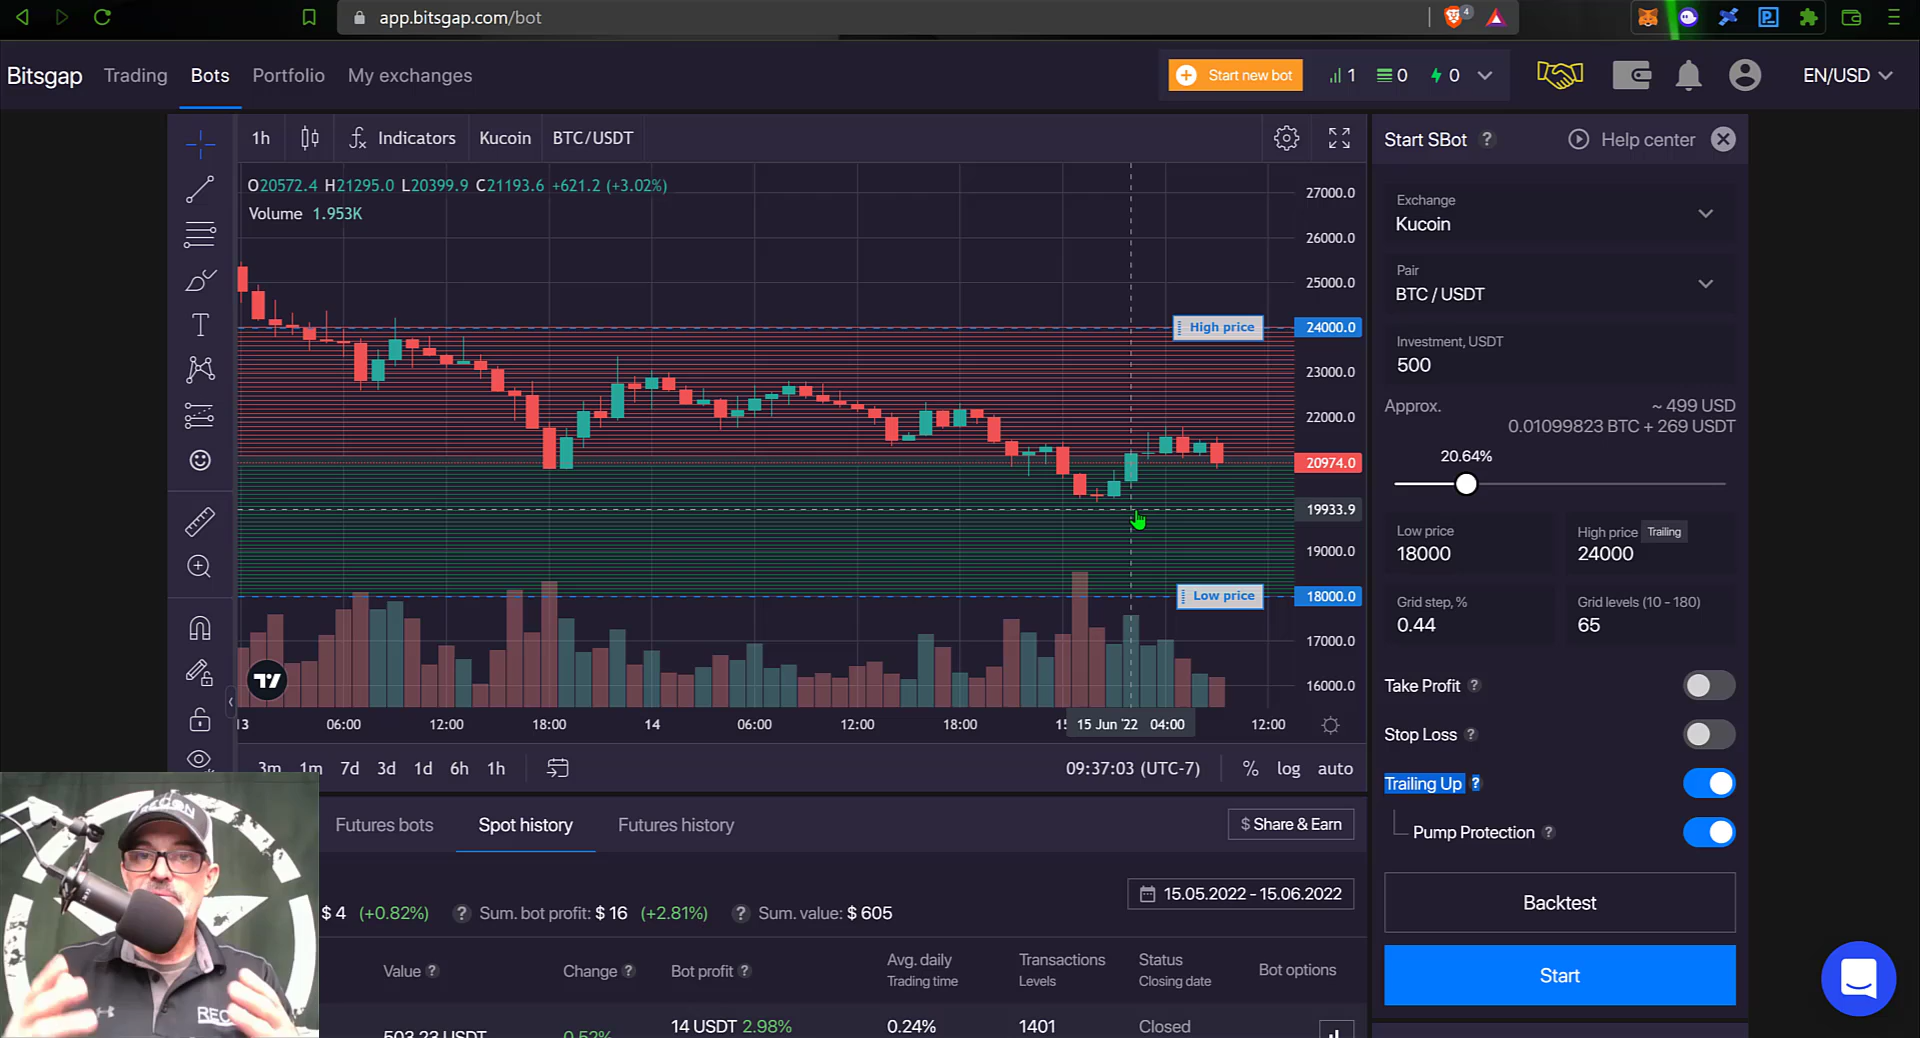 app.bitsgap.com/bot
4
Bitsgap
Trading
Bots
Portfolio
My exchanges
Start new bot
1
0
0
EN/USD
1h
Indicators
Kucoin
BTC/USDT
O20572.4 H21295.0 L20399.9 C21193.6 +621.2 (+3.02%)
Volume 1.953K
27000.0
26000.0
25000.0
High price
24000.0
23000.0
22000.0
20974.0
19933.9
19000.0
Low price
18000.0
17000.0
16000.0
13
06:00
12:00
18:00
14
06:00
12:00
18:00
15 Jun '22 04:00
12:00
3m
1m
7d
3d
1d
6h
1h
09:37:03 (UTC-7)
%
log
auto
Start SBot ?
Help center
Exchange
Kucoin
Pair
BTC / USDT
Investment, USDT
500
Approx.
~ 499 USD
0.01099823 BTC + 269 USDT
20.64%
Low price
18000
High price Trailing
24000
Grid step, %
0.44
Grid levels (10 - 180)
65
Take Profit ?
Stop Loss ?
Trailing Up ?
Pump Protection ?
Backtest
Start
Futures bots
Spot history
Futures history
$ Share & Earn
15.05.2022 - 15.06.2022
$ 4 (+0.82%)
? Sum. bot profit: $ 16 (+2.81%)
? Sum. value: $ 605
Value ?
Change ?
Bot profit ?
Avg. daily
Trading time
Transactions
Levels
Status
Closing date
Bot options
503.23 USDT
0.52%
14 USDT 2.98%
0.24%
1401
Closed
RECON
REC